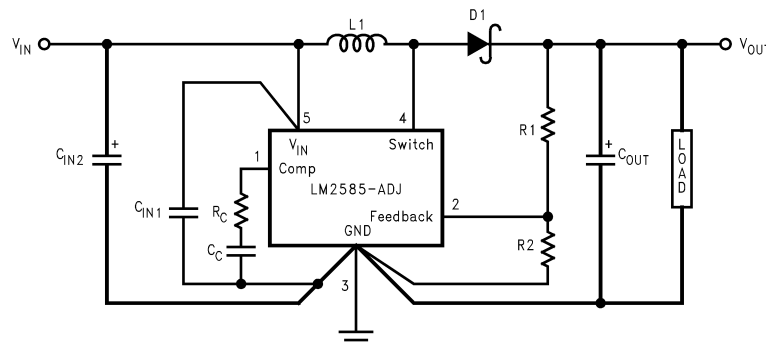 L1
D1
VIN
VOUT
5
4
R1
CIN2
+
1
VIN
Switch
Comp
LM2585-ADJ
COUT
+
LOAD
CIN1
RC
Feedback
2
GND
R2
CC
3